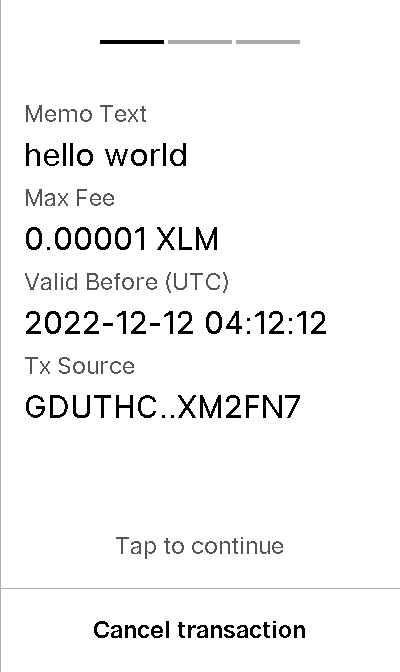 Memo Text
hello world
Max Fee
0.00001 XLM
Valid Before (UTC)
2022-12-12 04:12:12
Tx Source
GDUTHC..XM2FN7
Tap to continue
Cancel transaction